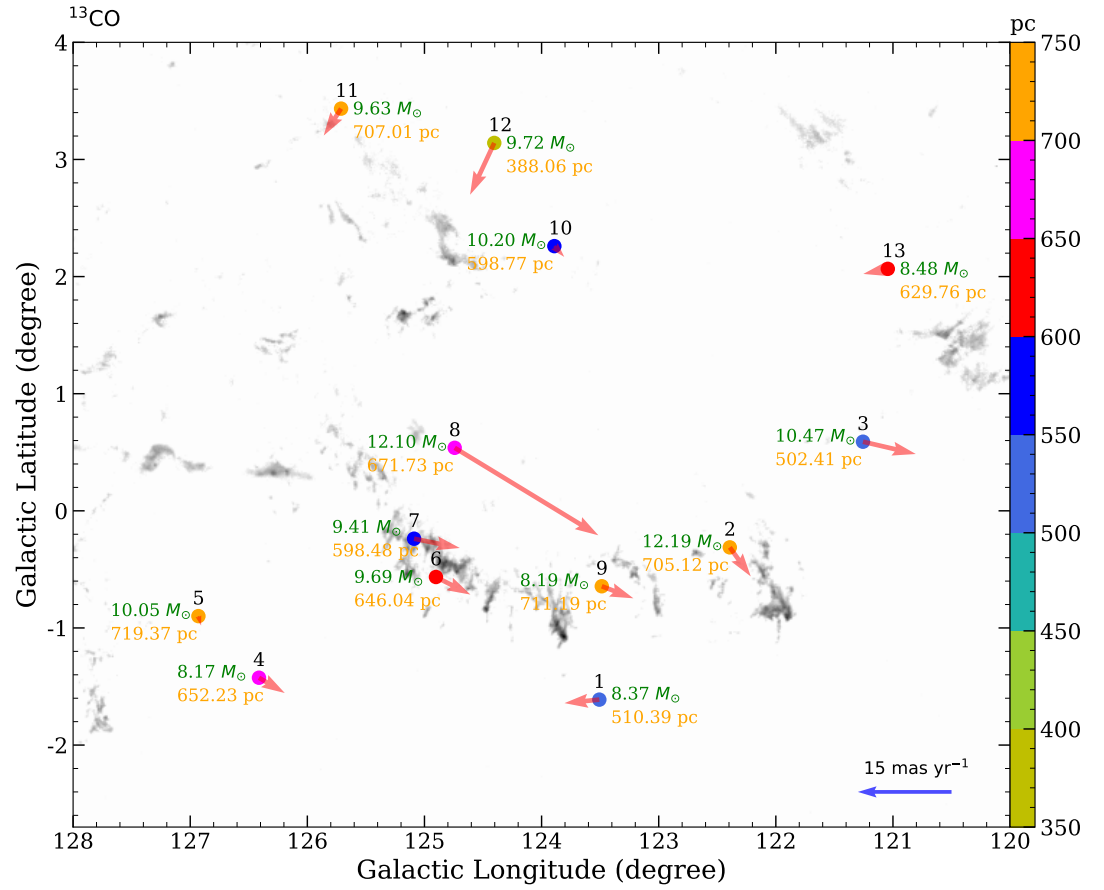 ¹³CO
pc
4
3
2
1
0
-1
-2
11
9.63 M⊙
707.01 pc
12
9.72 M⊙
388.06 pc
10
10.20 M⊙
598.77 pc
13
8.48 M⊙
629.76 pc
8
12.10 M⊙
671.73 pc
3
10.47 M⊙
502.41 pc
7
9.41 M⊙
598.48 pc
6
9.69 M⊙
646.04 pc
2
12.19 M⊙
705.12 pc
9
8.19 M⊙
711.19 pc
5
10.05 M⊙
719.37 pc
4
8.17 M⊙
652.23 pc
1
8.37 M⊙
510.39 pc
15 mas yr⁻¹
128 127 126 125 124 123 122 121 120
Galactic Longitude (degree)
Galactic Latitude (degree)
750
700
650
600
550
500
450
400
350